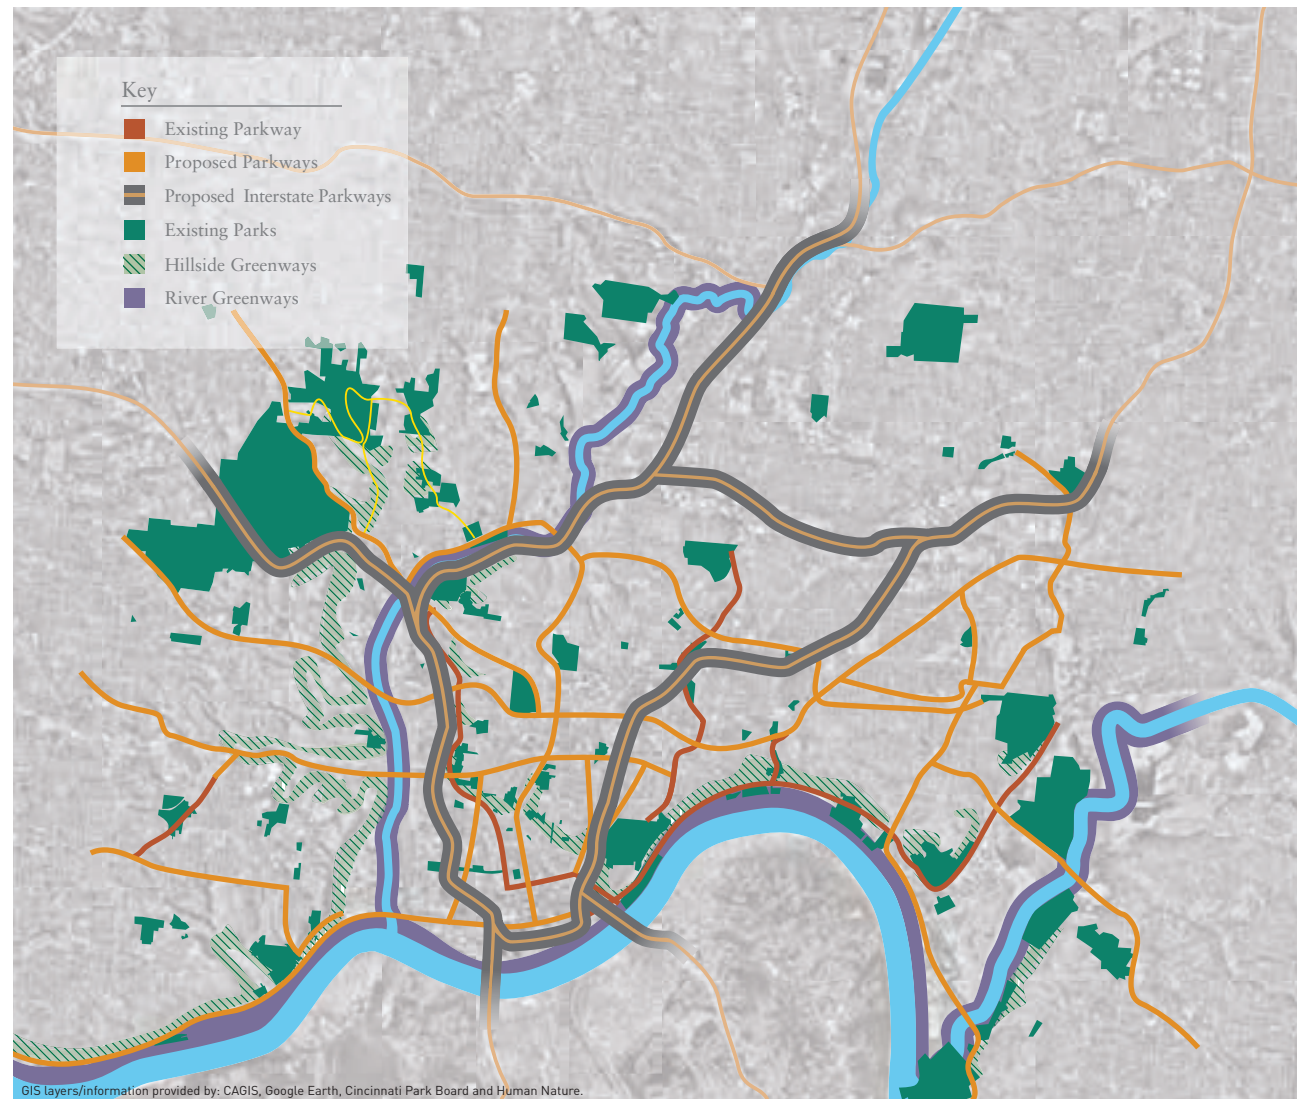 Key
Existing Parkway
Proposed Parkways
Proposed Interstate Parkways
Existing Parks
Hillside Greenways
River Greenways
GIS layers/information provided by: CAGIS, Google Earth, Cincinnati Park Board and Human Nature.